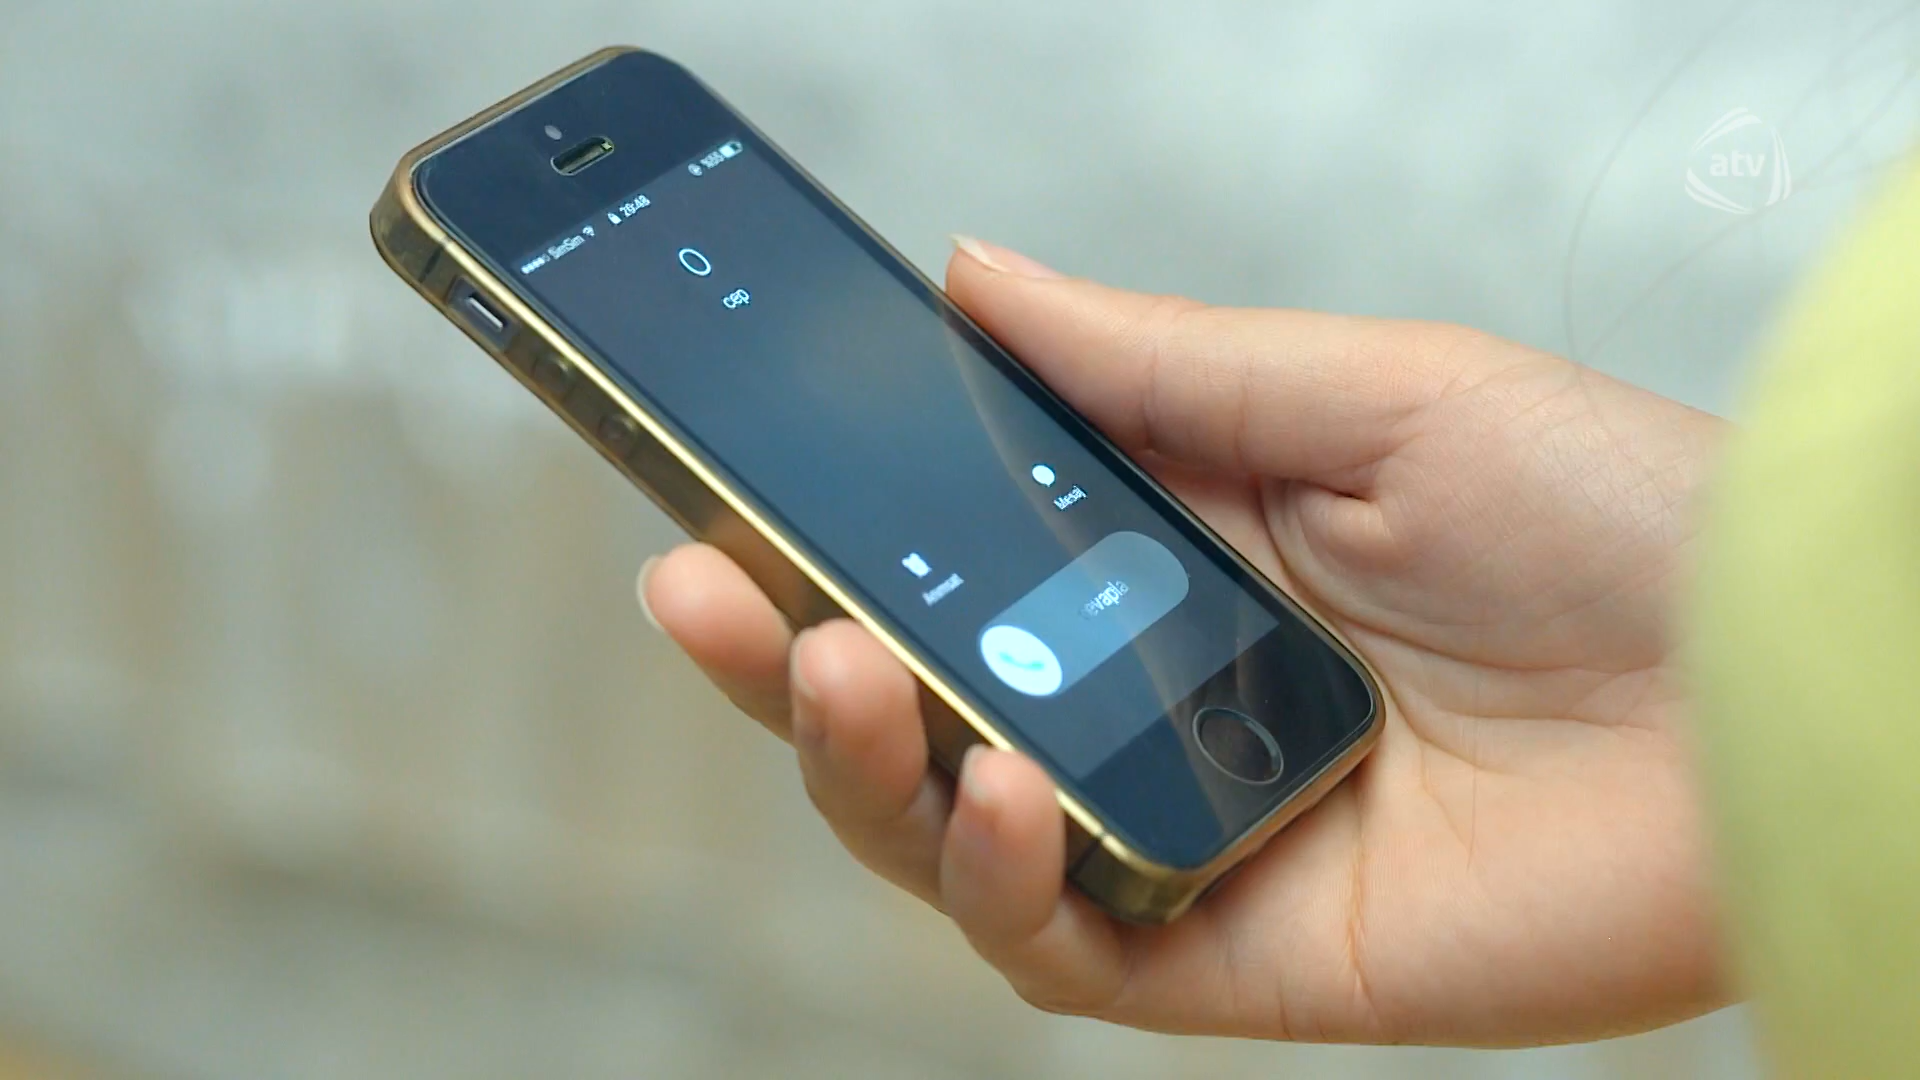 SimSim 20:48 %55
O
cep
Mesaj
Anımsat
cevapla
atv